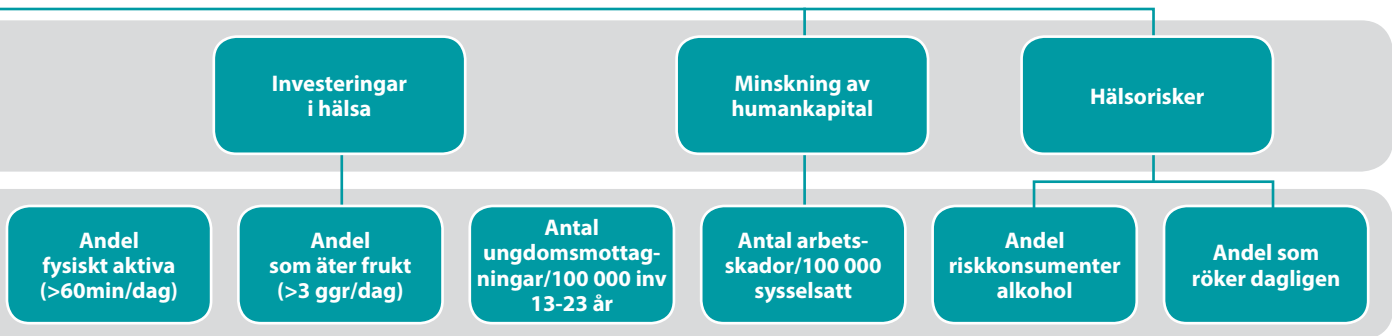 Investeringar
i hälsa
Minskning av
humankapital
Hälsorisker
Andel
fysiskt aktiva
(>60min/dag)
Andel
som äter frukt
(>3 ggr/dag)
Antal
ungdomsmottag-
ningar/100 000 inv
13-23 år
Antal arbets-
skador/100 000
sysselsatt
Andel
riskkonsumenter
alkohol
Andel som
röker dagligen